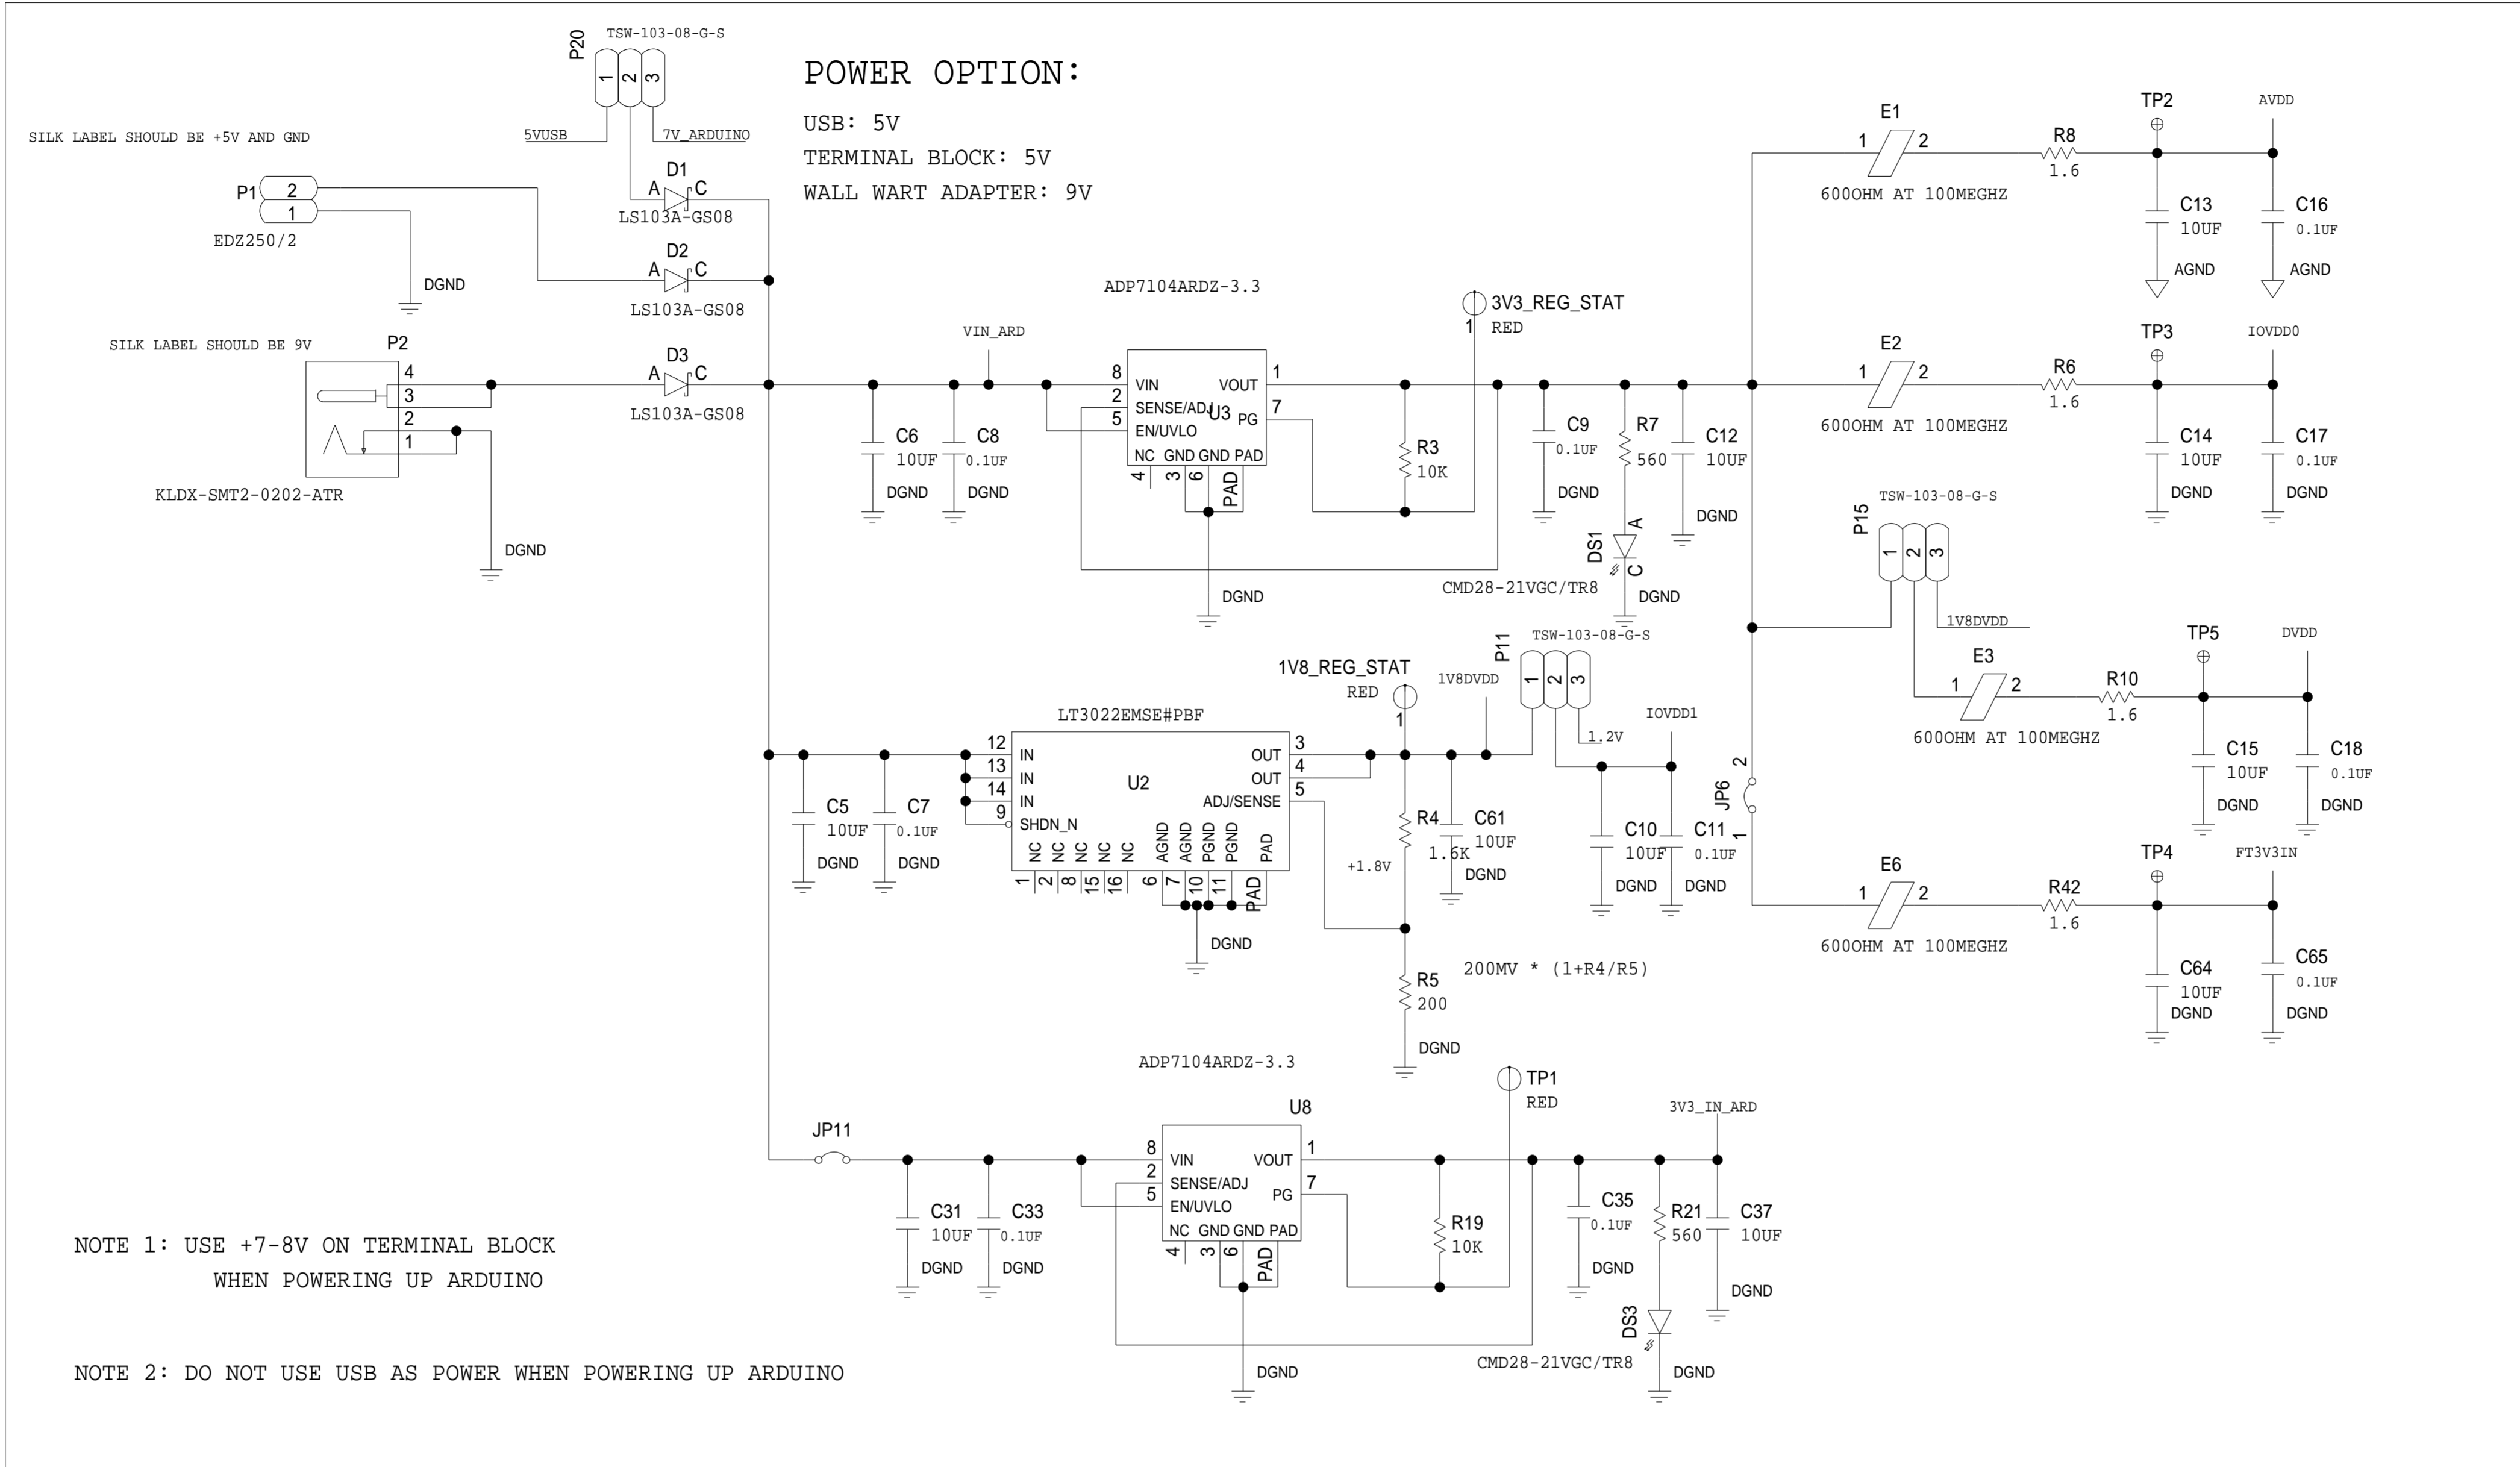 P20
TSW-103-08-G-S
1
2
3
5VUSB
7V_ARDUINO
POWER OPTION:
USB: 5V
TERMINAL BLOCK: 5V
WALL WART ADAPTER: 9V
SILK LABEL SHOULD BE +5V AND GND
P1
2
1
EDZ250/2
DGND
D1
A
C
LS103A-GS08
D2
A
C
LS103A-GS08
SILK LABEL SHOULD BE 9V
P2
4
3
2
1
KLDX-SMT2-0202-ATR
DGND
D3
A
C
LS103A-GS08
VIN_ARD
C6
10UF
DGND
C8
0.1UF
DGND
ADP7104ARDZ-3.3
8
VIN
2
SENSE/ADJ
5
EN/UVLO
VOUT
1
U3
PG
7
NC
GND
GND
PAD
4
3
6
PAD
DGND
3V3_REG_STAT
1
RED
R3
10K
C9
0.1UF
DGND
R7
560
DS1
A
C
CMD28-21VGC/TR8
DGND
C12
10UF
DGND
E1
1
2
600OHM AT 100MEGHZ
R8
1.6
TP2
AVDD
C13
10UF
AGND
C16
0.1UF
AGND
E2
1
2
600OHM AT 100MEGHZ
R6
1.6
TP3
IOVDD0
C14
10UF
DGND
C17
0.1UF
DGND
P15
TSW-103-08-G-S
1
2
3
1V8DVDD
E3
1
2
600OHM AT 100MEGHZ
R10
1.6
TP5
DVDD
C15
10UF
DGND
C18
0.1UF
DGND
JP6
2
1
E6
1
2
600OHM AT 100MEGHZ
R42
1.6
TP4
FT3V3IN
C64
10UF
DGND
C65
0.1UF
DGND
C5
10UF
DGND
C7
0.1UF
DGND
LT3022EMSE#PBF
12
IN
13
IN
14
IN
9
SHDN_N
U2
OUT
3
OUT
4
ADJ/SENSE
5
NC
NC
NC
NC
NC
AGND
AGND
PGND
PGND
PAD
1
2
8
15
16
6
7
10
11
PAD
DGND
1V8_REG_STAT
RED
1
1V8DVDD
R4
1.6K
+1.8V
C61
10UF
DGND
R5
200
DGND
200MV * (1+R4/R5)
P11
TSW-103-08-G-S
1
2
3
1.2V
IOVDD1
C10
10UF
DGND
C11
0.1UF
DGND
JP11
C31
10UF
DGND
C33
0.1UF
DGND
ADP7104ARDZ-3.3
U8
8
VIN
2
SENSE/ADJ
5
EN/UVLO
VOUT
1
PG
7
NC
GND
GND
PAD
4
3
6
PAD
DGND
TP1
RED
R19
10K
C35
0.1UF
DGND
R21
560
DS3
CMD28-21VGC/TR8
DGND
3V3_IN_ARD
C37
10UF
DGND
NOTE 1: USE +7-8V ON TERMINAL BLOCK
WHEN POWERING UP ARDUINO
NOTE 2: DO NOT USE USB AS POWER WHEN POWERING UP ARDUINO